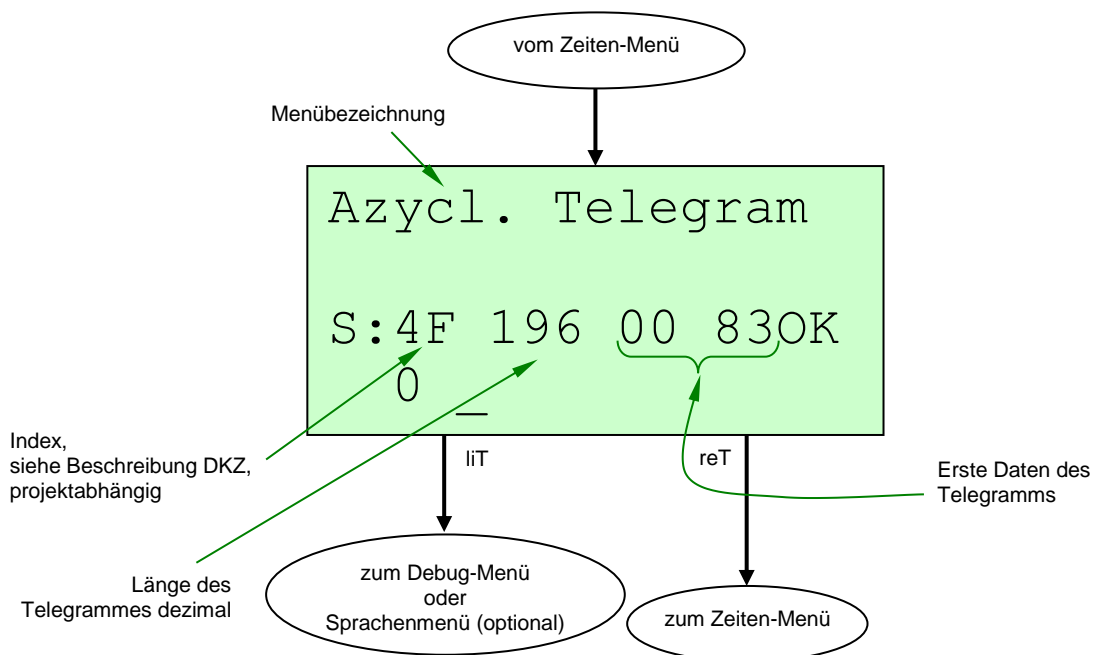 vom Zeiten-Menü
Menübezeichnung
Azycl. Telegram
S:4F 196 00 83OK
0 _
Index,
siehe Beschreibung DKZ,
projektabhängig
liT
reT
Erste Daten des
Telegramms
Länge des
Telegrammes dezimal
zum Debug-Menü
oder
Sprachenmenü (optional)
zum Zeiten-Menü